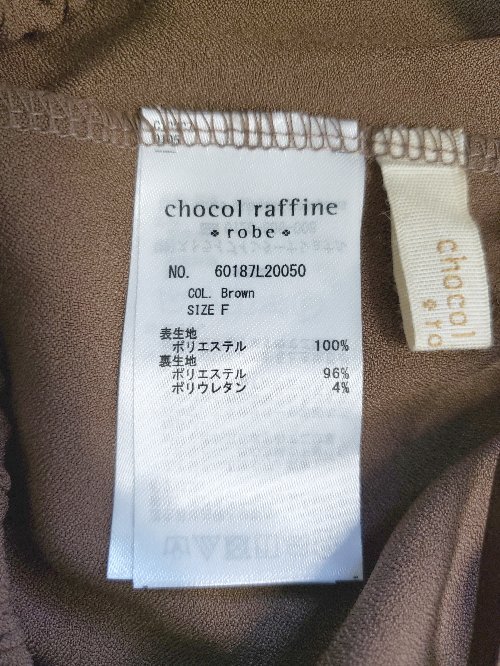 chocol raffine
❖robe❖
NO. 60187L20050
COL. Brown
SIZE F
表生地
ポリエステル 100%
裏生地
ポリエステル 96%
ポリウレタン 4%
chocol
❖ro